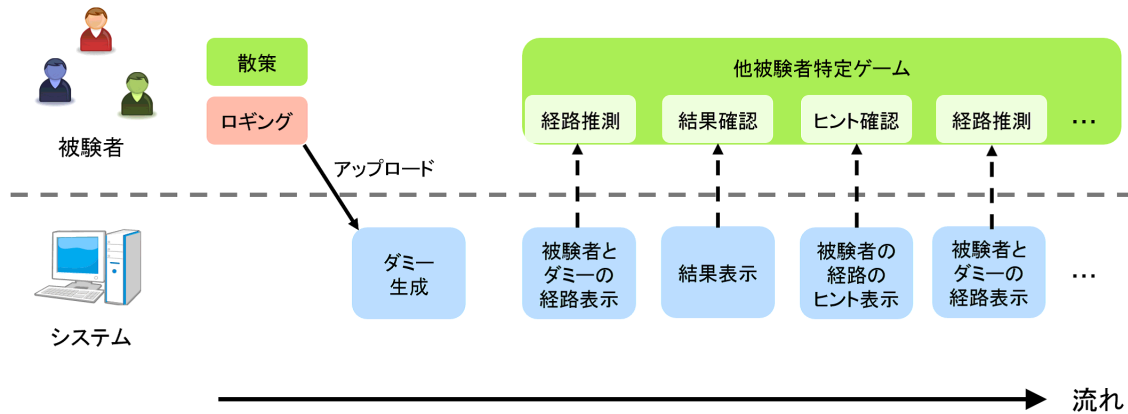 散策
他被験者特定ゲーム
ロギング
経路推測
結果確認
ヒント確認
経路推測
...
被験者
アップロード
ダミー
生成
被験者と
ダミーの
経路表示
結果表示
被験者の
経路の
ヒント表示
被験者と
ダミーの
経路表示
...
システム
流れ